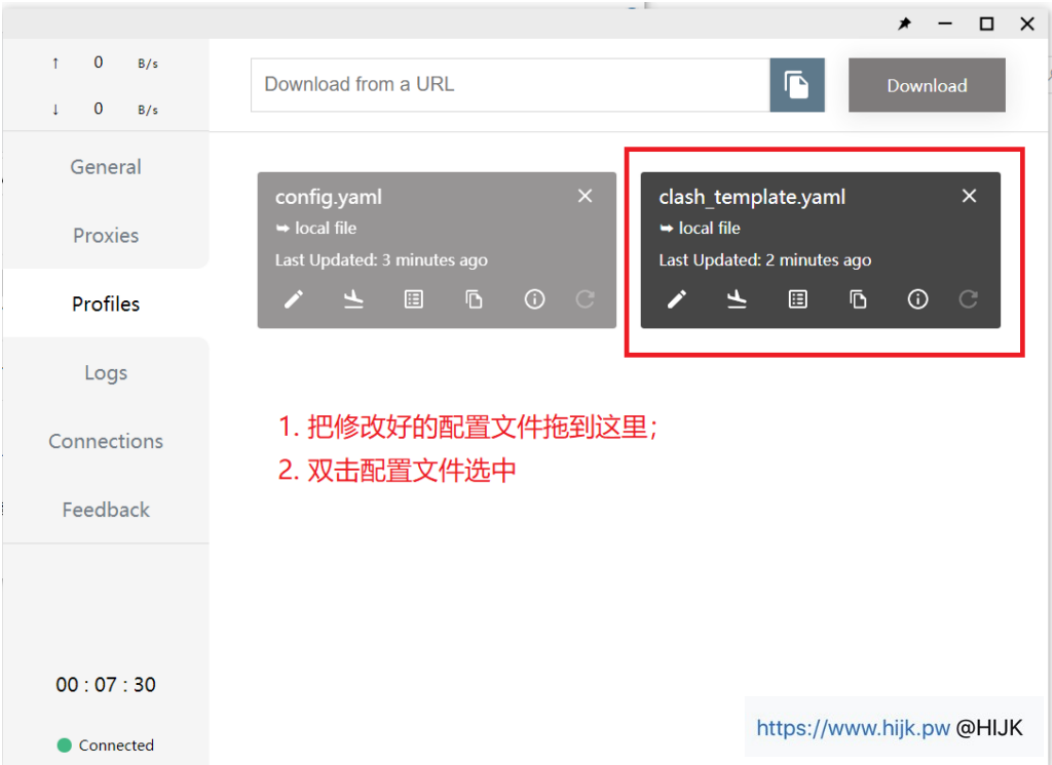 ↑ 0 B/s
↓ 0 B/s
Download from a URL
Download
General
Proxies
Profiles
Logs
Connections
Feedback
config.yaml
local file
Last Updated: 3 minutes ago
clash_template.yaml
local file
Last Updated: 2 minutes ago
1. 把修改好的配置文件拖到这里；
2. 双击配置文件选中
00 : 07 : 30
Connected
https://www.hijk.pw @HIJK